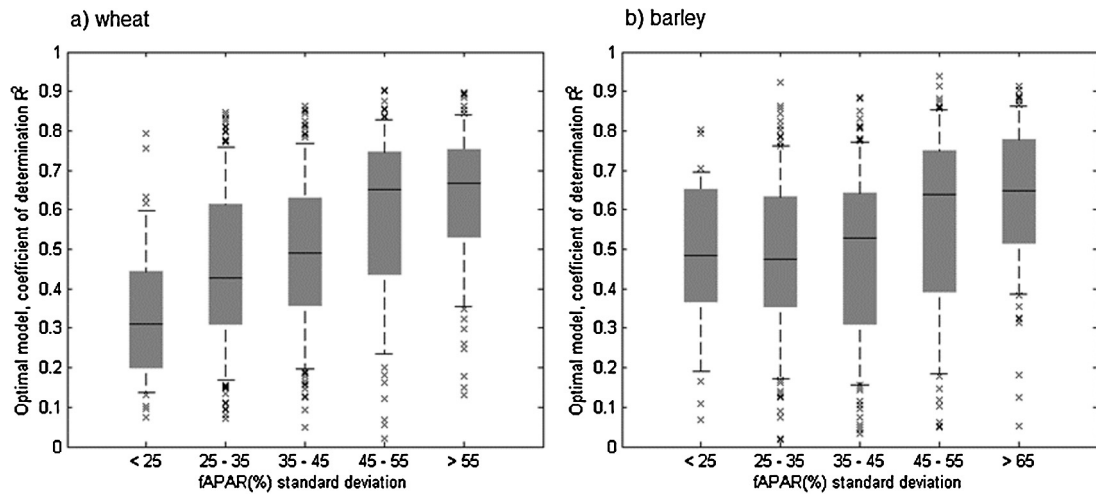 a) wheat
Optimal model, coefficient of determination R²
1
0.9
0.8
0.7
0.6
0.5
0.4
0.3
0.2
0.1
0
< 25
25 - 35
35 - 45
45 - 55
> 55
fAPAR(%) standard deviation
b) barley
Optimal model, coefficient of determination R²
1
0.9
0.8
0.7
0.6
0.5
0.4
0.3
0.2
0.1
0
< 25
25 - 35
35 - 45
45 - 55
> 65
fAPAR(%) standard deviation